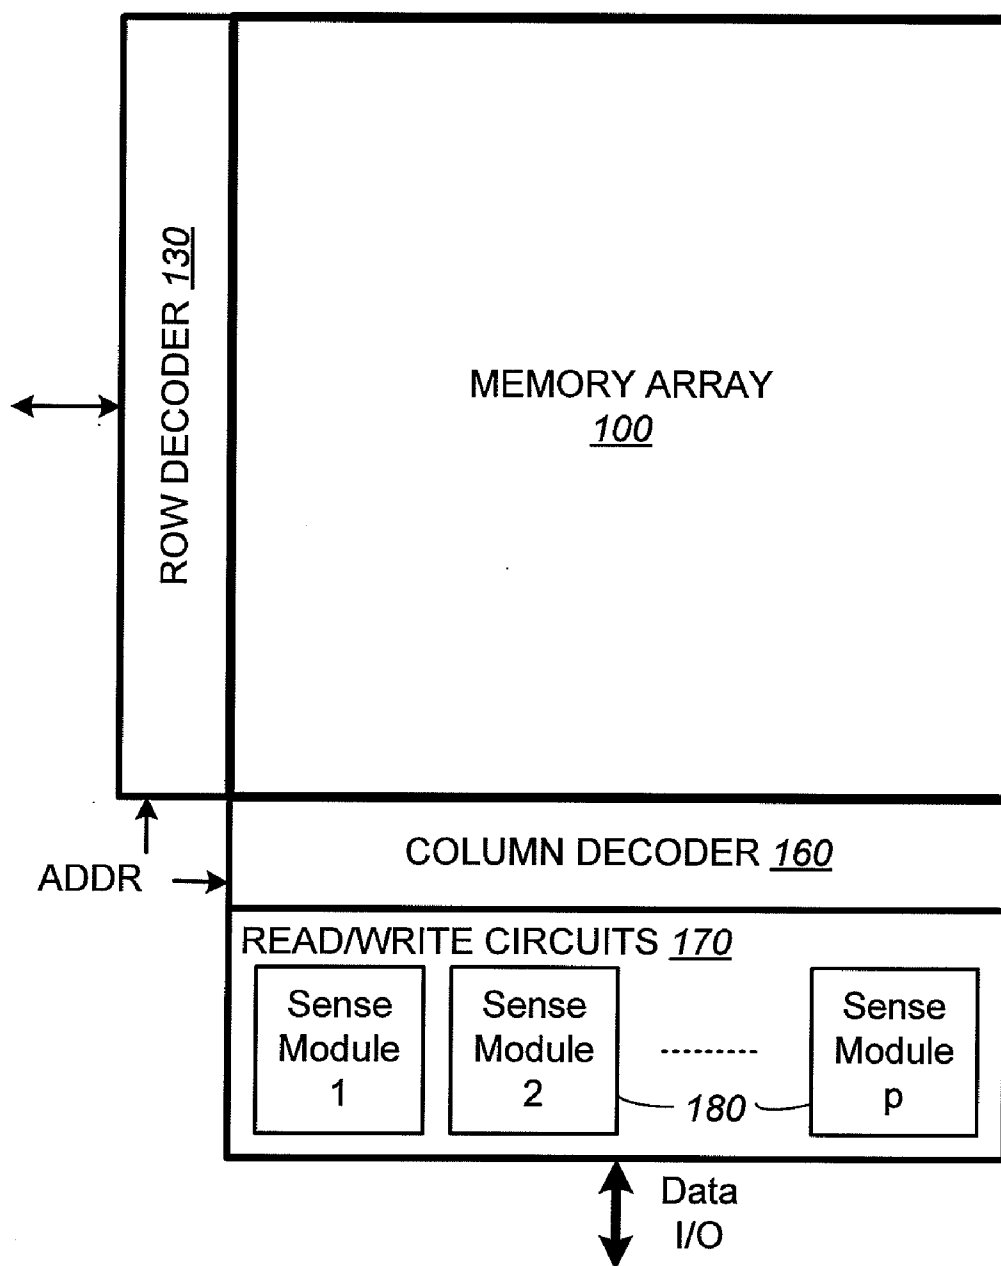 ROW DECODER 130
MEMORY ARRAY
100
ADDR
COLUMN DECODER 160
READ/WRITE CIRCUITS 170
Sense
Module
1
Sense
Module
2
Sense
Module
p
180
Data
I/O